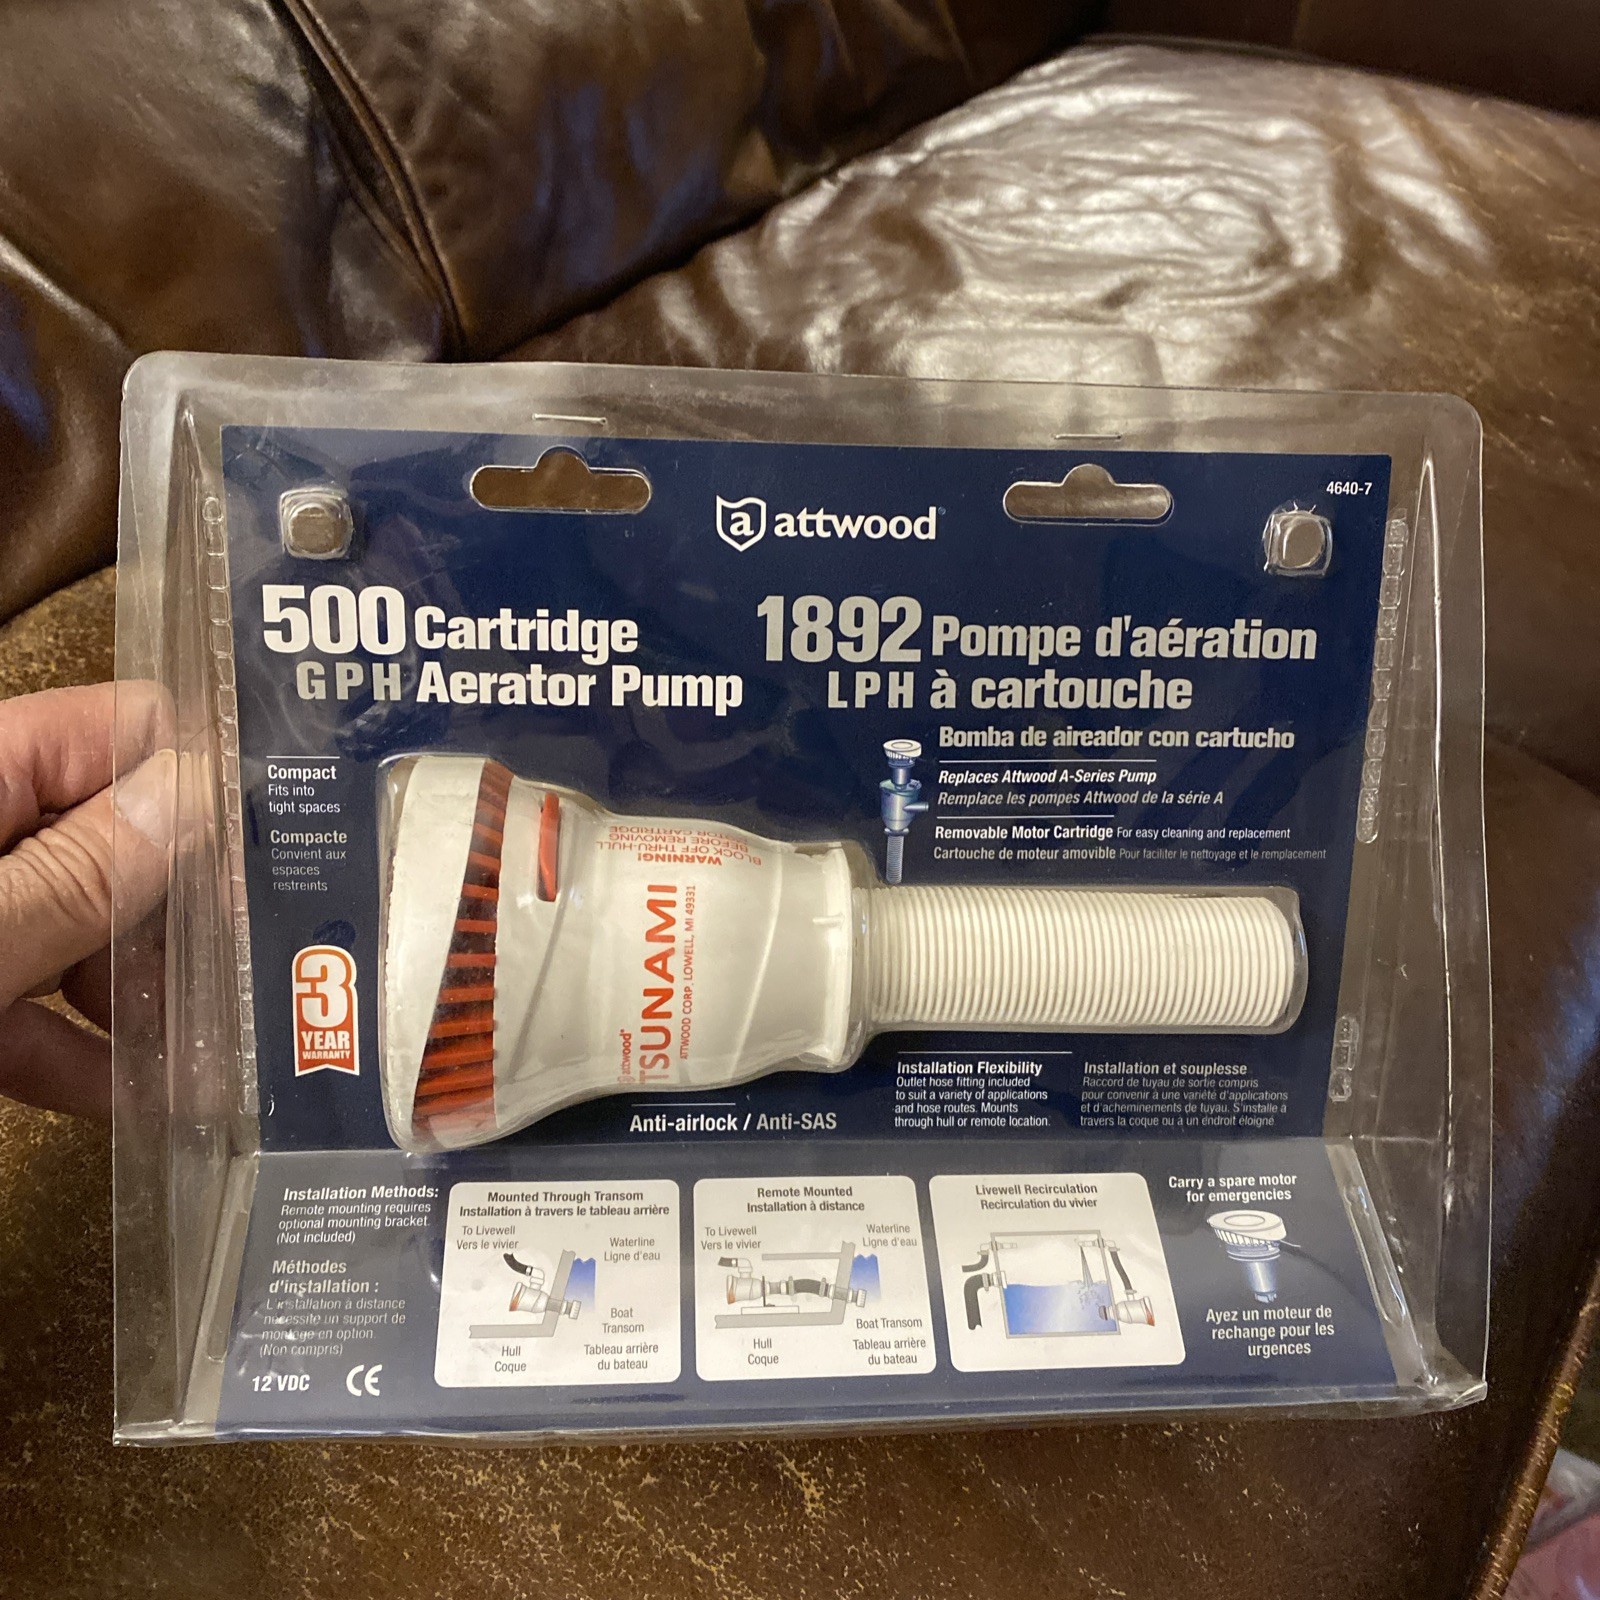 4640-7
a attwood
500 Cartridge
GPH Aerator Pump
1892 Pompe d'aération
LPH à cartouche
Bomba de aireador con cartucho
Replaces Attwood A-Series Pump
Remplace les pompes Attwood de la série A
Removable Motor Cartridge For easy cleaning and replacement
Cartouche de moteur amovible Pour faciliter le nettoyage et le remplacement
Compact
Fits into
tight spaces
Compacte
Convient aux
espaces
restreints
3
YEAR
WARRANTY
WARNING!
BLOCK OFF THRU-HULL
BEFORE REMOVING
MOTOR CARTRIDGE
attwood
TSUNAMI
ATTWOOD CORP. LOWELL, MI 49331
Anti-airlock / Anti-SAS
Installation Flexibility
Outlet hose fitting included
to suit a variety of applications
and hose routes. Mounts
through hull or remote location.
Installation et souplesse
Raccord de tuyau de sortie compris
pour convenir à une variété d'applications
et d'acheminements de tuyau. S'installe à
travers la coque ou à un endroit éloigné.
Installation Methods:
Remote mounting requires
optional mounting bracket.
(Not included)
Méthodes
d'installation :
L'installation à distance
nécessite un support de
montage en option.
(Non compris)
12 VDC CE
Mounted Through Transom
Installation à travers le tableau arrière
To Livewell
Vers le vivier
Waterline
Ligne d'eau
Boat
Transom
Hull
Coque
Tableau arrière
du bateau
Remote Mounted
Installation à distance
To Livewell
Vers le vivier
Waterline
Ligne d'eau
Boat Transom
Hull
Coque
Tableau arrière
du bateau
Livewell Recirculation
Recirculation du vivier
Carry a spare motor
for emergencies
Ayez un moteur de
rechange pour les
urgences